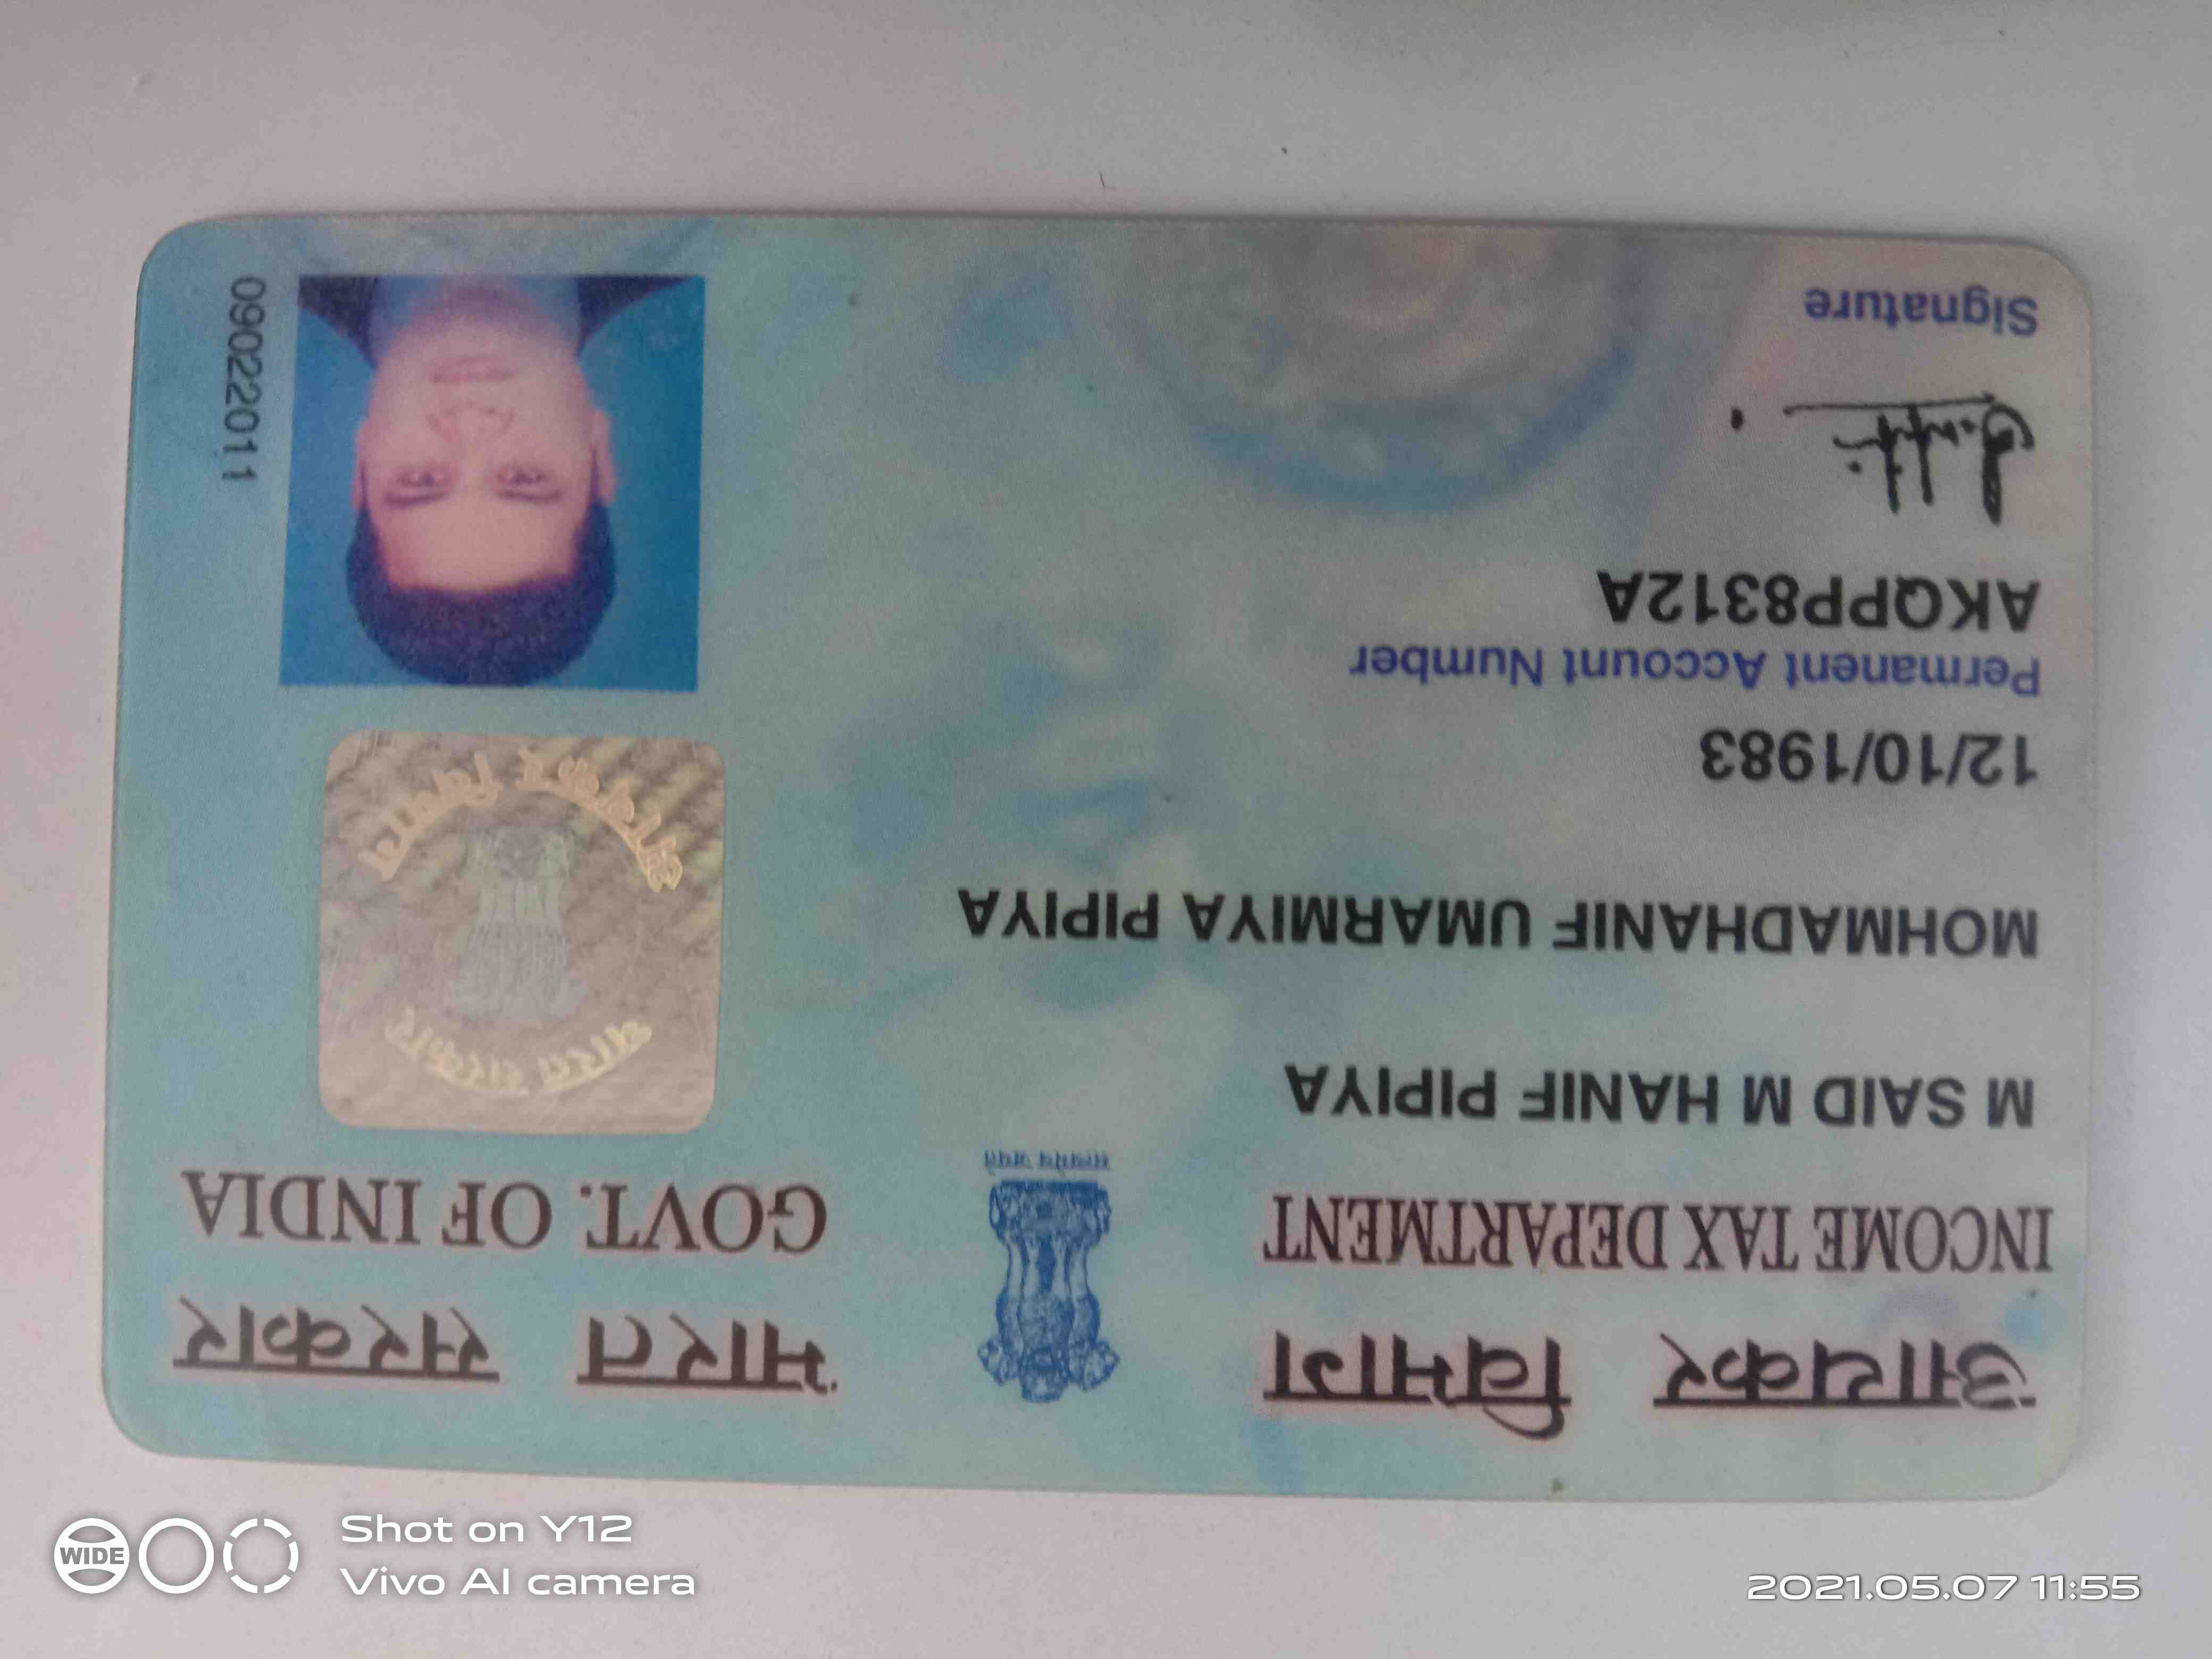 आयकर विभाग
INCOME TAX DEPARTMENT
सत्यमेव जयते
भारत सरकार
GOVT. OF INDIA
M SAID M HANIF PIPIYA
MOHMADHANIF UMARMIYA PIPIYA
12/10/1983
Permanent Account Number
AKQPP8312A
Signature
भारत सरकार
आयकर विभाग
09022011
WIDE
Shot on Y12
Vivo AI camera
2021.05.07 11:55